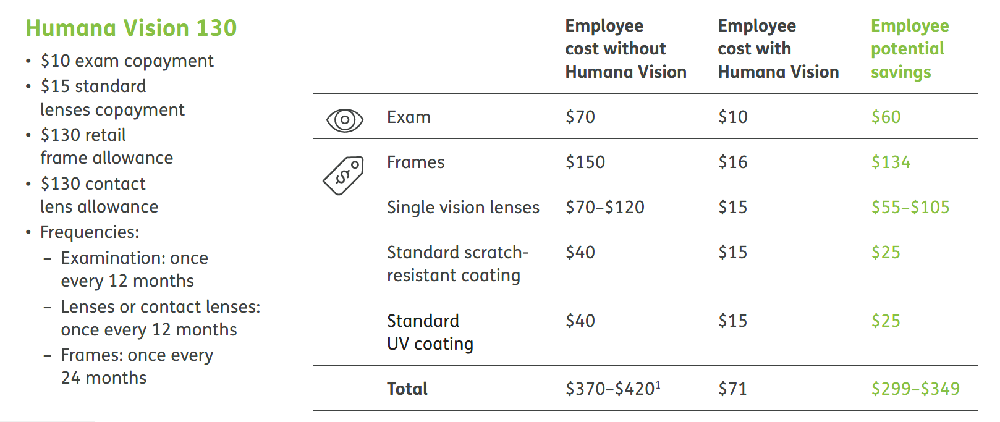 Humana Vision 130
• $10 exam copayment
• $15 standard
lenses copayment
• $130 retail
frame allowance
• $130 contact
lens allowance
• Frequencies:
– Examination: once
every 12 months
– Lenses or contact lenses:
once every 12 months
– Frames: once every
24 months
Employee
cost without
Humana Vision
Employee
cost with
Humana Vision
Employee
potential
savings
Exam $70 $10 $60
$
Frames $150 $16 $134
Single vision lenses $70–$120 $15 $55–$105
Standard scratch- $40 $15 $25
resistant coating
Standard $40 $15 $25
UV coating
Total $370–$420¹ $71 $299–$349